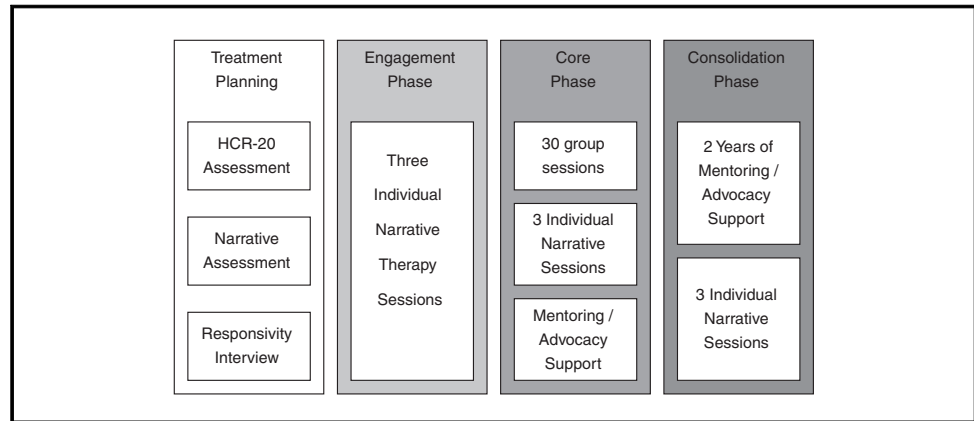 Treatment
Planning
HCR-20
Assessment
Narrative
Assessment
Responsivity
Interview
Engagement
Phase
Three
Individual
Narrative
Therapy
Sessions
Core
Phase
30 group
sessions
3 Individual
Narrative
Sessions
Mentoring /
Advocacy
Support
Consolidation
Phase
2 Years of
Mentoring /
Advocacy
Support
3 Individual
Narrative
Sessions